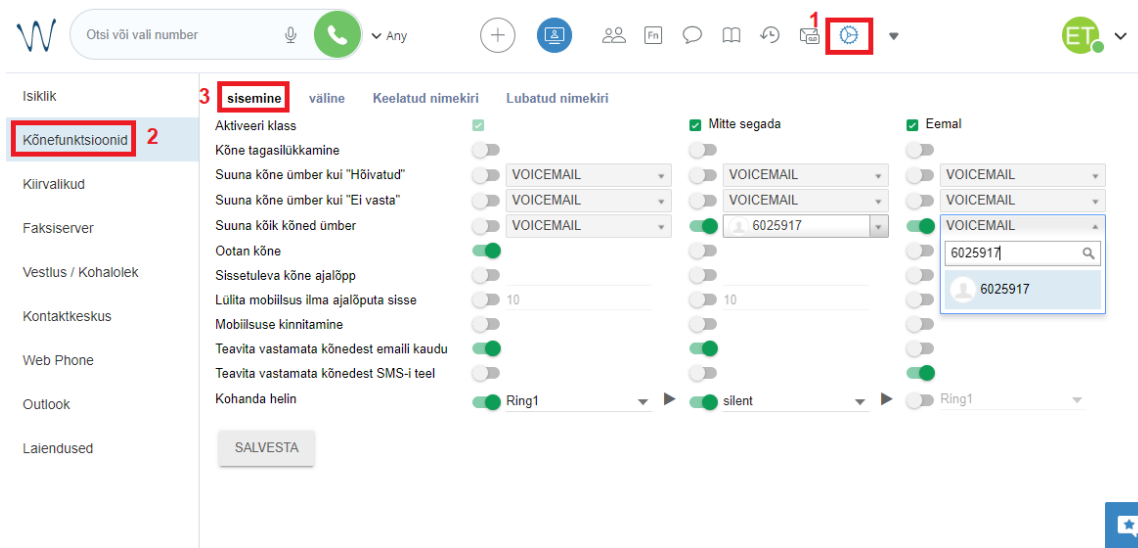 1
Otsi või vali number
Any
Fn
ET
Isiklik
Kõnefunktsioonid 2
Kiirvalikud
Faksiserver
Vestlus / Kohalolek
Kontaktkeskus
Web Phone
Outlook
Laiendused
3 sisemine väline Keelatud nimekiri Lubatud nimekiri
Aktiveeri klass Mitte segada Eemal
Kõne tagasilükkamine
Suuna kõne ümber kui "Hõivatud" VOICEMAIL VOICEMAIL VOICEMAIL
Suuna kõne ümber kui "Ei vasta" VOICEMAIL VOICEMAIL VOICEMAIL
Suuna kõik kõned ümber VOICEMAIL 6025917 VOICEMAIL
Ootan kõne 6025917
Sissetuleva kõne ajalõpp 6025917
Lülita mobiilsus ilma ajalõputa sisse 10 10
Mobiilsuse kinnitamine
Teavita vastamata kõnedest emaili kaudu
Teavita vastamata kõnedest SMS-i teel
Kohanda helin Ring1 silent Ring1
SALVESTA